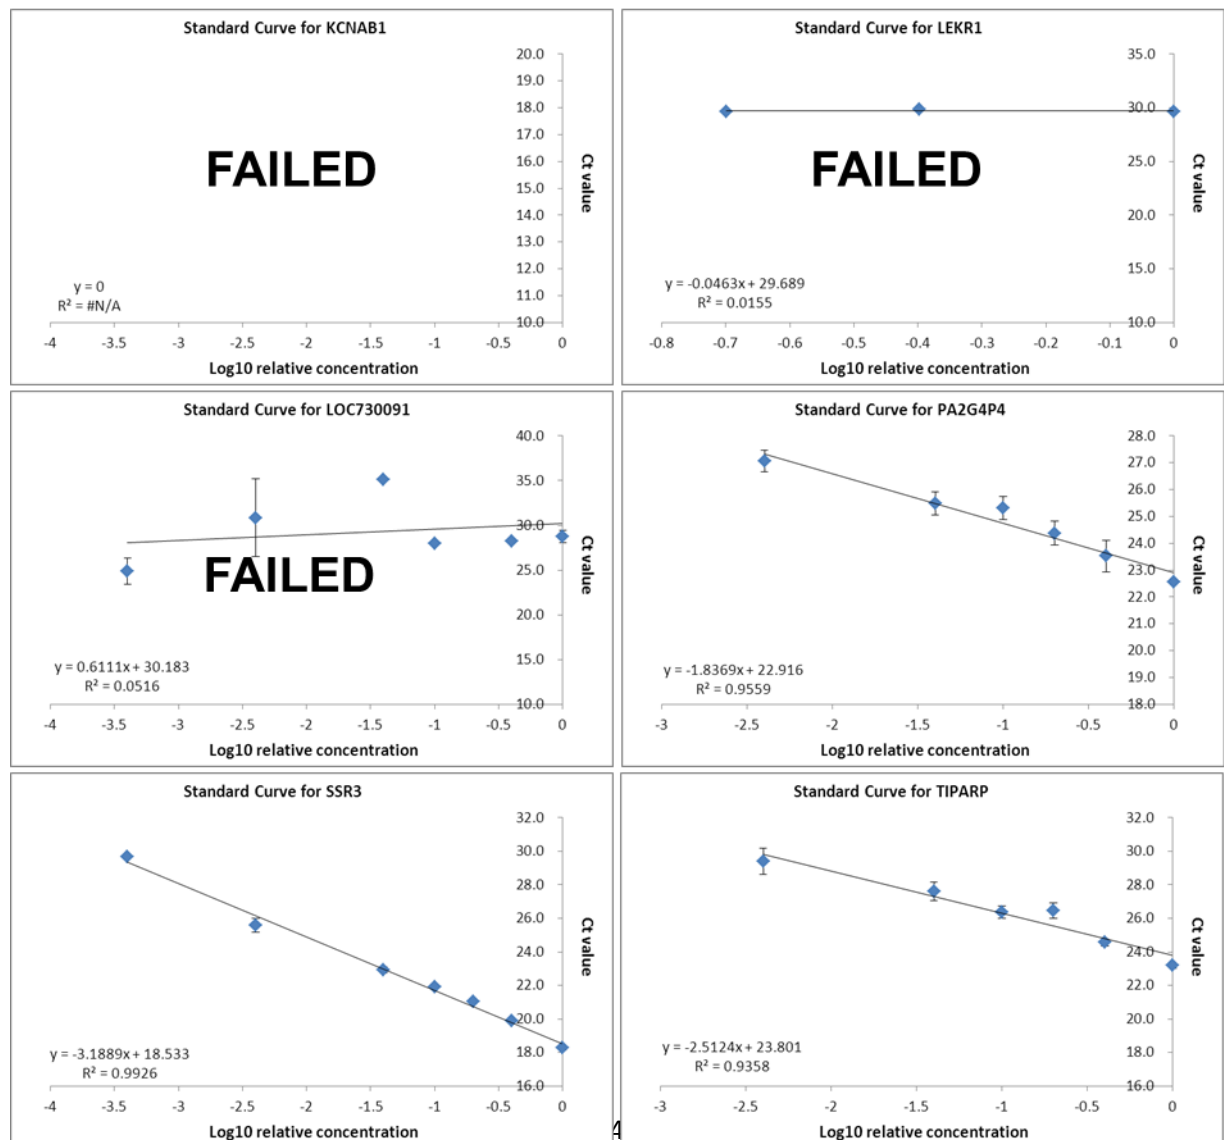 Standard Curve for KCNAB1
20.0
19.0
18.0
17.0
16.0
15.0
14.0
13.0
12.0
11.0
10.0
Ct value
FAILED
y = 0
R² = #N/A
-4 -3.5 -3 -2.5 -2 -1.5 -1 -0.5 0
Log10 relative concentration
Standard Curve for LEKR1
35.0
30.0
25.0
20.0
15.0
10.0
Ct value
FAILED
y = -0.0463x + 29.689
R² = 0.0155
-0.8 -0.7 -0.6 -0.5 -0.4 -0.3 -0.2 -0.1 0
Log10 relative concentration
Standard Curve for LOC730091
40.0
35.0
30.0
25.0
20.0
15.0
10.0
Ct value
FAILED
y = 0.6111x + 30.183
R² = 0.0516
-4 -3.5 -3 -2.5 -2 -1.5 -1 -0.5 0
Log10 relative concentration
Standard Curve for PA2G4P4
28.0
27.0
26.0
25.0
24.0
23.0
22.0
21.0
20.0
19.0
18.0
Ct value
y = -1.8369x + 22.916
R² = 0.9559
-3 -2.5 -2 -1.5 -1 -0.5 0
Log10 relative concentration
Standard Curve for SSR3
32.0
30.0
28.0
26.0
24.0
22.0
20.0
18.0
16.0
Ct value
y = -3.1889x + 18.533
R² = 0.9926
-4 -3.5 -3 -2.5 -2 -1.5 -1 -0.5 0
Log10 relative concentration
Standard Curve for TIPARP
32.0
30.0
28.0
26.0
24.0
22.0
20.0
18.0
16.0
Ct value
y = -2.5124x + 23.801
R² = 0.9358
-3 -2.5 -2 -1.5 -1 -0.5 0
Log10 relative concentration